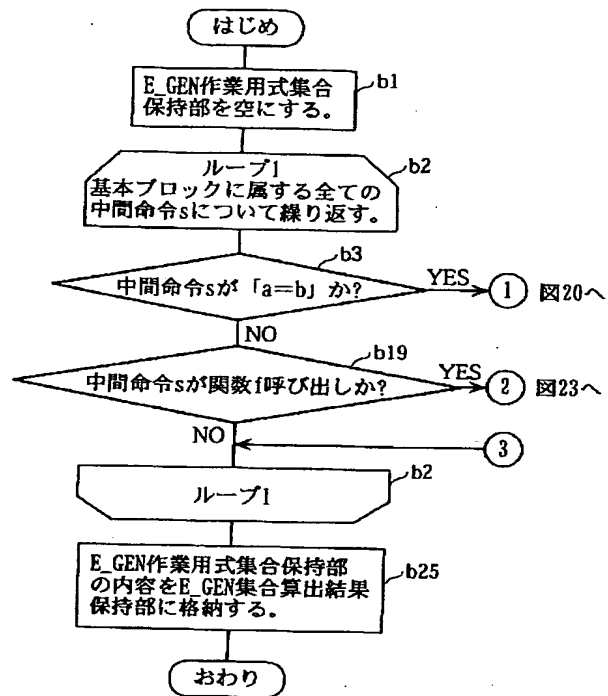 はじめ
E_GEN作業用式集合
保持部を空にする。
b1
ループ1
基本ブロックに属する全ての
中間命令sについて繰り返す。
b2
中間命令sが「a=b」か?
b3
YES
1
図20へ
NO
中間命令sが関数f呼び出しか?
b19
YES
2
図23へ
NO
3
ループ1
b2
E_GEN作業用式集合保持部
の内容をE_GEN集合算出結果
保持部に格納する。
b25
おわり